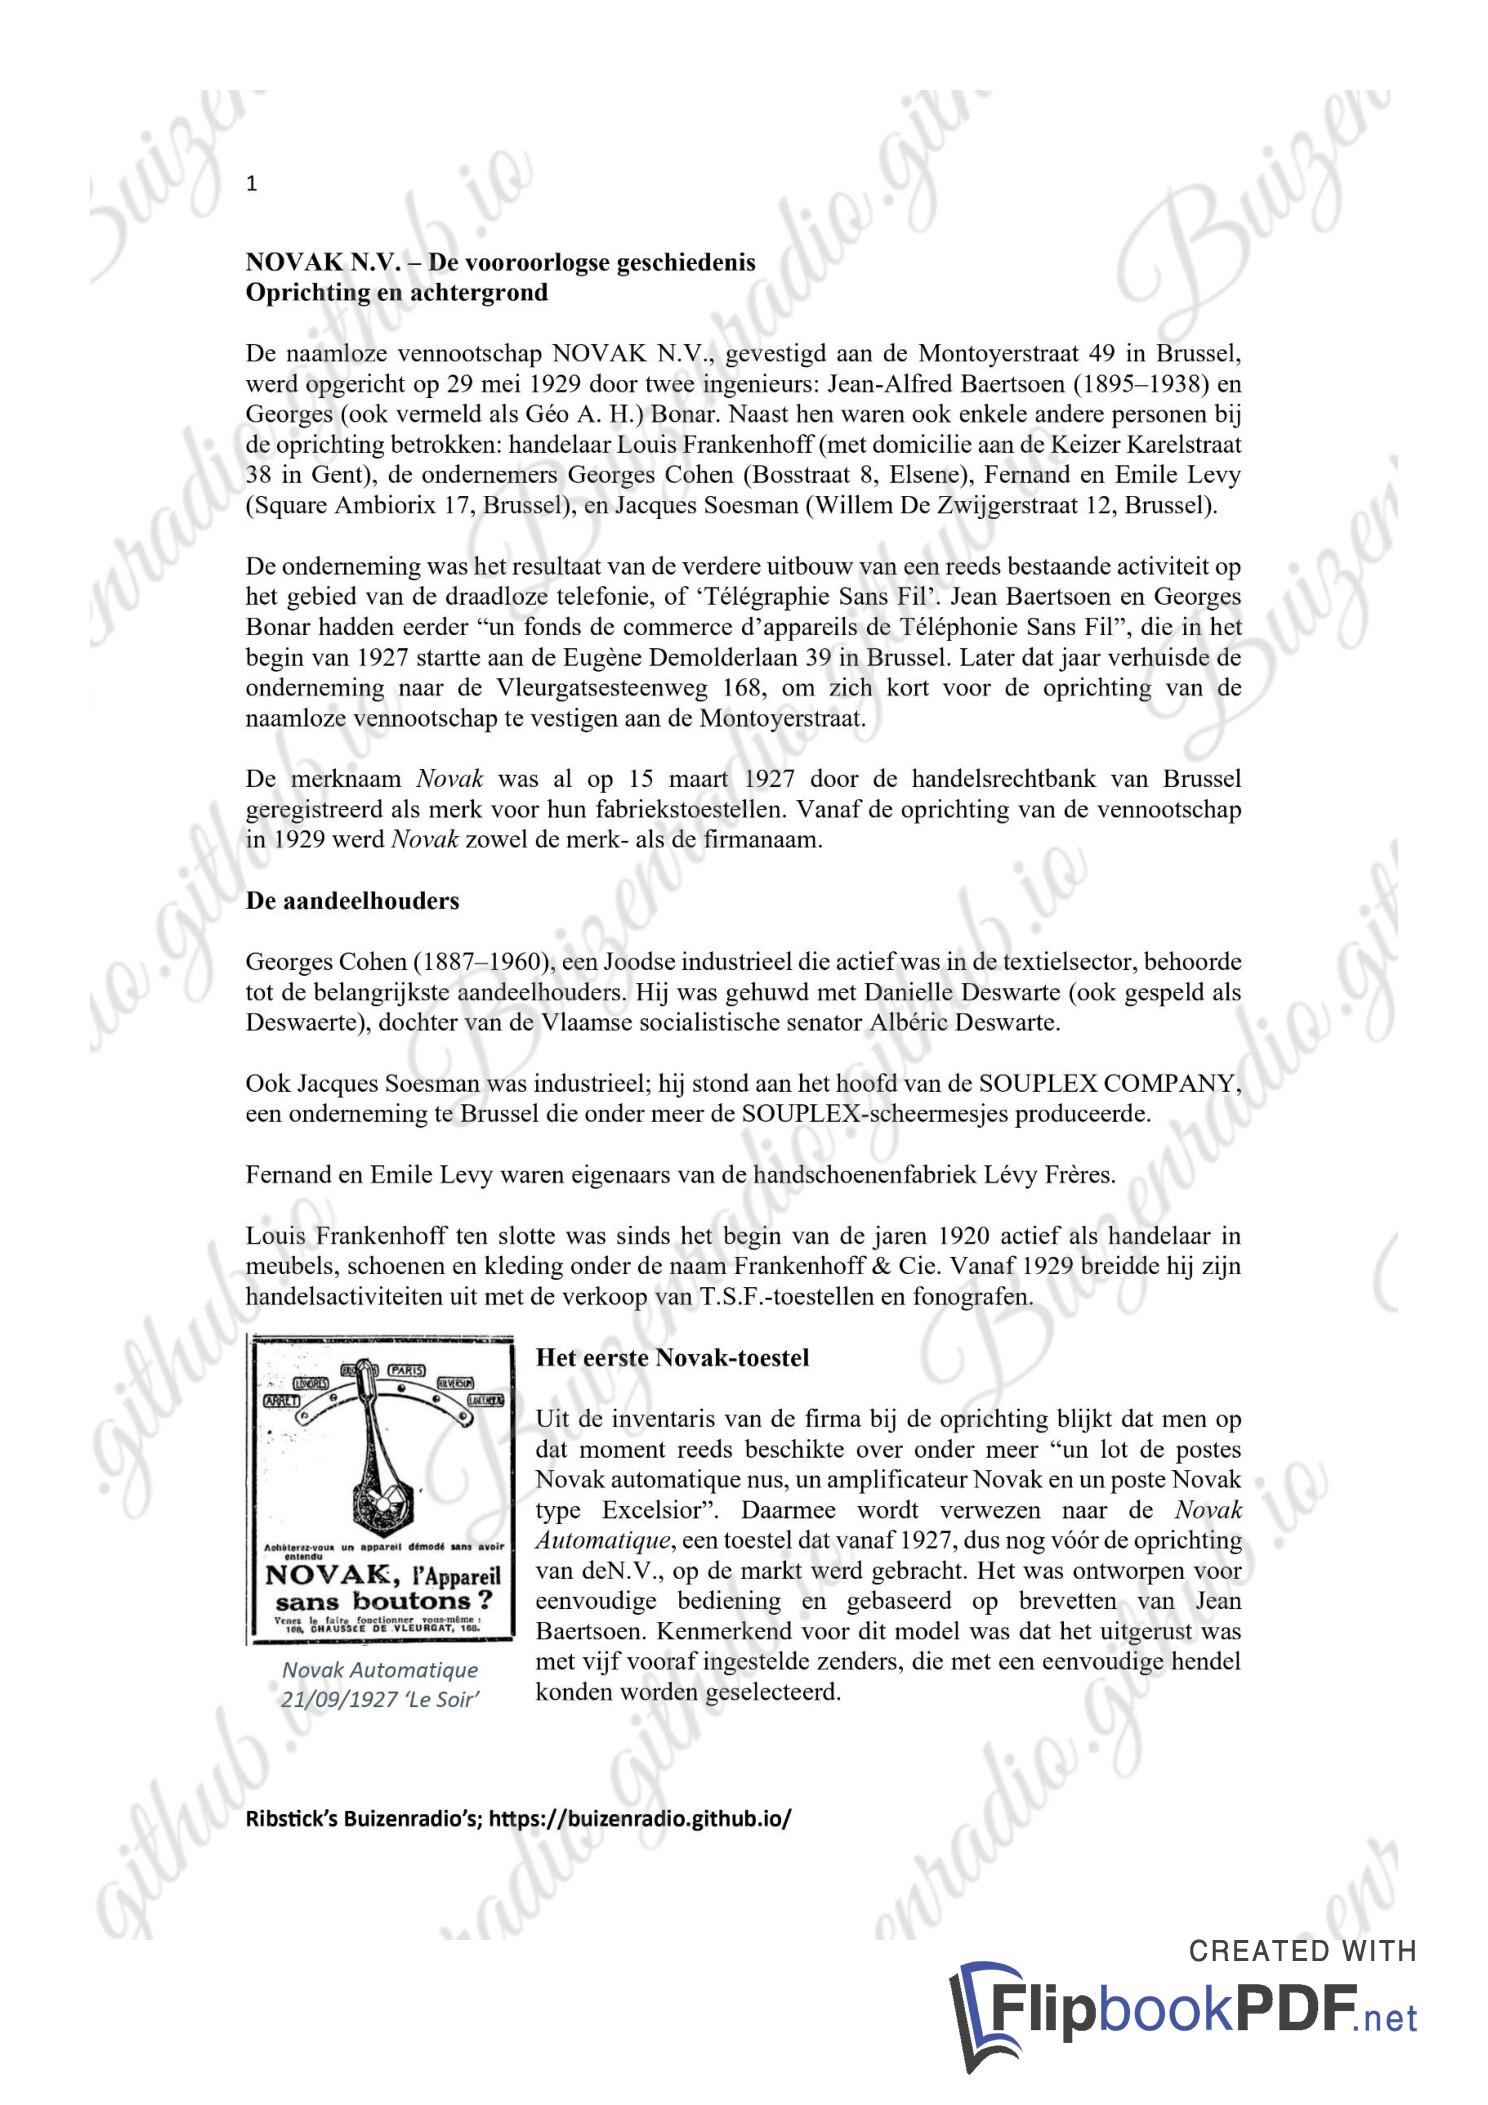 1
NOVAK N.V. – De vooroorlogse geschiedenis
Oprichting en achtergrond
De naamloze vennootschap NOVAK N.V., gevestigd aan de Montoyerstraat 49 in Brussel,
werd opgericht op 29 mei 1929 door twee ingenieurs: Jean-Alfred Baertsoen (1895–1938) en
Georges (ook vermeld als Géo A. H.) Bonar. Naast hen waren ook enkele andere personen bij
de oprichting betrokken: handelaar Louis Frankenhoff (met domicilie aan de Keizer Karelstraat
38 in Gent), de ondernemers Georges Cohen (Bosstraat 8, Elsene), Fernand en Emile Levy
(Square Ambiorix 17, Brussel), en Jacques Soesman (Willem De Zwijgerstraat 12, Brussel).
De onderneming was het resultaat van de verdere uitbouw van een reeds bestaande activiteit op
het gebied van de draadloze telefonie, of ‘Télégraphie Sans Fil’. Jean Baertsoen en Georges
Bonar hadden eerder “un fonds de commerce d’appareils de Téléphonie Sans Fil”, die in het
begin van 1927 startte aan de Eugène Demolderlaan 39 in Brussel. Later dat jaar verhuisde de
onderneming naar de Vleurgatsesteenweg 168, om zich kort voor de oprichting van de
naamloze vennootschap te vestigen aan de Montoyerstraat.
De merknaam Novak was al op 15 maart 1927 door de handelsrechtbank van Brussel
geregistreerd als merk voor hun fabriekstoestellen. Vanaf de oprichting van de vennootschap
in 1929 werd Novak zowel de merk- als de firmanaam.
De aandeelhouders
Georges Cohen (1887–1960), een Joodse industrieel die actief was in de textielsector, behoorde
tot de belangrijkste aandeelhouders. Hij was gehuwd met Danielle Deswarte (ook gespeld als
Deswaerte), dochter van de Vlaamse socialistische senator Albéric Deswarte.
Ook Jacques Soesman was industrieel; hij stond aan het hoofd van de SOUPLEX COMPANY,
een onderneming te Brussel die onder meer de SOUPLEX-scheermesjes produceerde.
Fernand en Emile Levy waren eigenaars van de handschoenenfabriek Lévy Frères.
Louis Frankenhoff ten slotte was sinds het begin van de jaren 1920 actief als handelaar in
meubels, schoenen en kleding onder de naam Frankenhoff & Cie. Vanaf 1929 breidde hij zijn
handelsactiviteiten uit met de verkoop van T.S.F.-toestellen en fonografen.
ARRET
LONDRES
PARIS
HILVERSUM
Achèterez-vous un appareil démodé sans avoir
entendu
NOVAK, l’Appareil
sans boutons ?
Venez le faire fonctionner vous-même :
168, CHAUSSÉE DE VLEURGAT, 168.
Novak Automatique
21/09/1927 ‘Le Soir’
Het eerste Novak-toestel
Uit de inventaris van de firma bij de oprichting blijkt dat men op
dat moment reeds beschikte over onder meer “un lot de postes
Novak automatique nus, un amplificateur Novak en un poste Novak
type Excelsior”. Daarmee wordt verwezen naar de Novak
Automatique, een toestel dat vanaf 1927, dus nog vóór de oprichting
van deN.V., op de markt werd gebracht. Het was ontworpen voor
eenvoudige bediening en gebaseerd op brevetten van Jean
Baertsoen. Kenmerkend voor dit model was dat het uitgerust was
met vijf vooraf ingestelde zenders, die met een eenvoudige hendel
konden worden geselecteerd.
Ribstick’s Buizenradio’s; https://buizenradio.github.io/
Buizenradio.github.io
CREATED WITH
FlipbookPDF.net